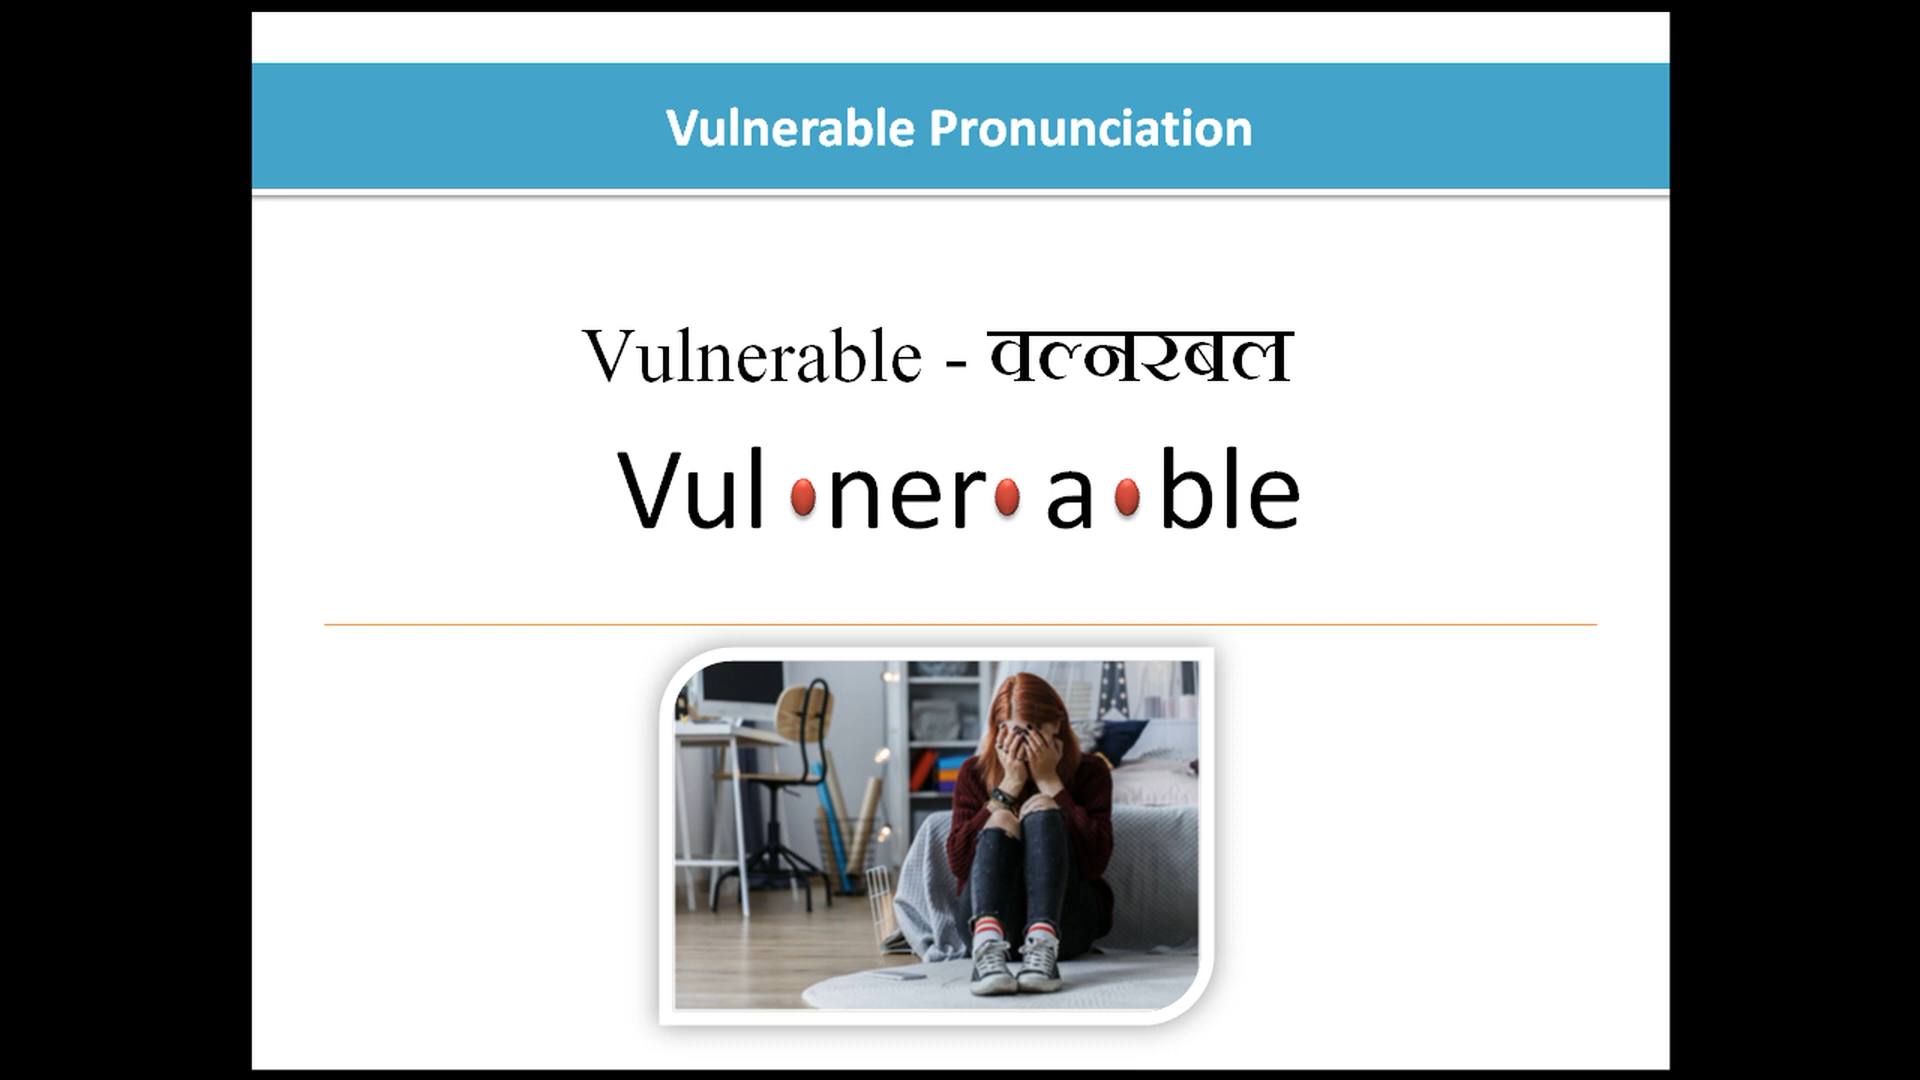 Vulnerable Pronunciation
Vulnerable - वल्नरबल
Vul•ner•a•ble